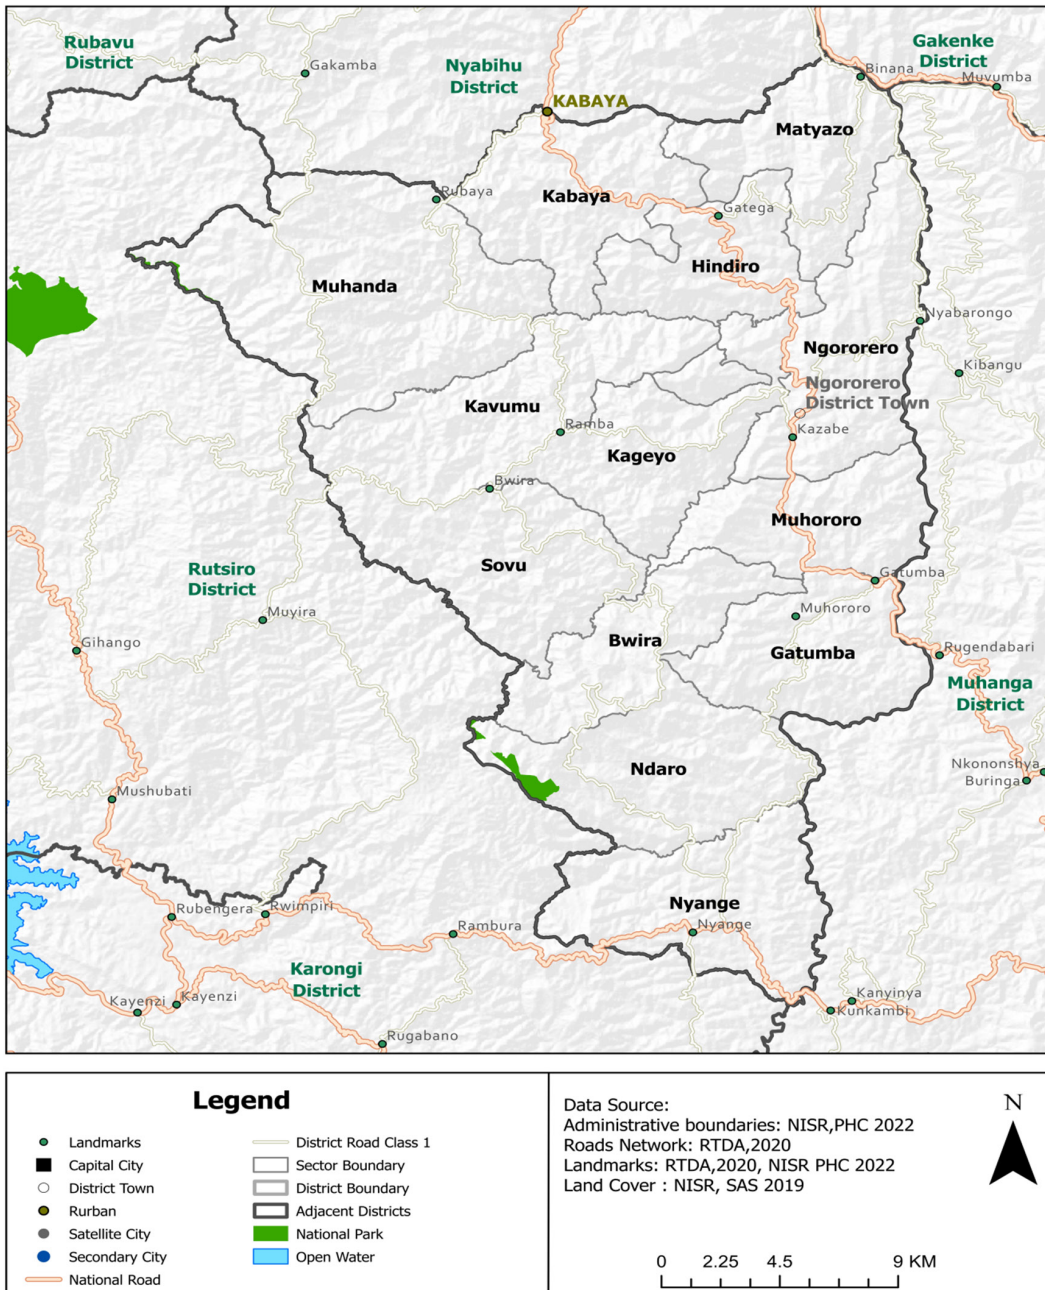 Rubavu
District
Gakamba
Nyabihu
District
Gakenke
District
Binana
Muvumba
KABAYA
Matyazo
Rubaya
Kabaya
Gatega
Hindiro
Muhanda
Nyabarongo
Ngororero
Kibangu
Ngororero
District Town
Kavumu
Ramba
Kazabe
Kageyo
Bwira
Muhororo
Sovu
Rutsiro
District
Gatumba
Muyira
Muhororo
Gihango
Bwira
Gatumba
Rugendabari
Muhanga
District
Ndaro
Nkononshya
Buringa
Mushubati
Nyange
Rubengera
Rwimpiri
Rambura
Nyange
Karongi
District
Kayenzi
Kayenzi
Kanyinya
Kunkambi
Rugabano
Legend
Landmarks
Capital City
District Town
Rurban
Satellite City
Secondary City
National Road
District Road Class 1
Sector Boundary
District Boundary
Adjacent Districts
National Park
Open Water
Data Source:
Administrative boundaries: NISR,PHC 2022
Roads Network: RTDA,2020
Landmarks: RTDA,2020, NISR PHC 2022
Land Cover : NISR, SAS 2019
N
0 2.25 4.5 9 KM